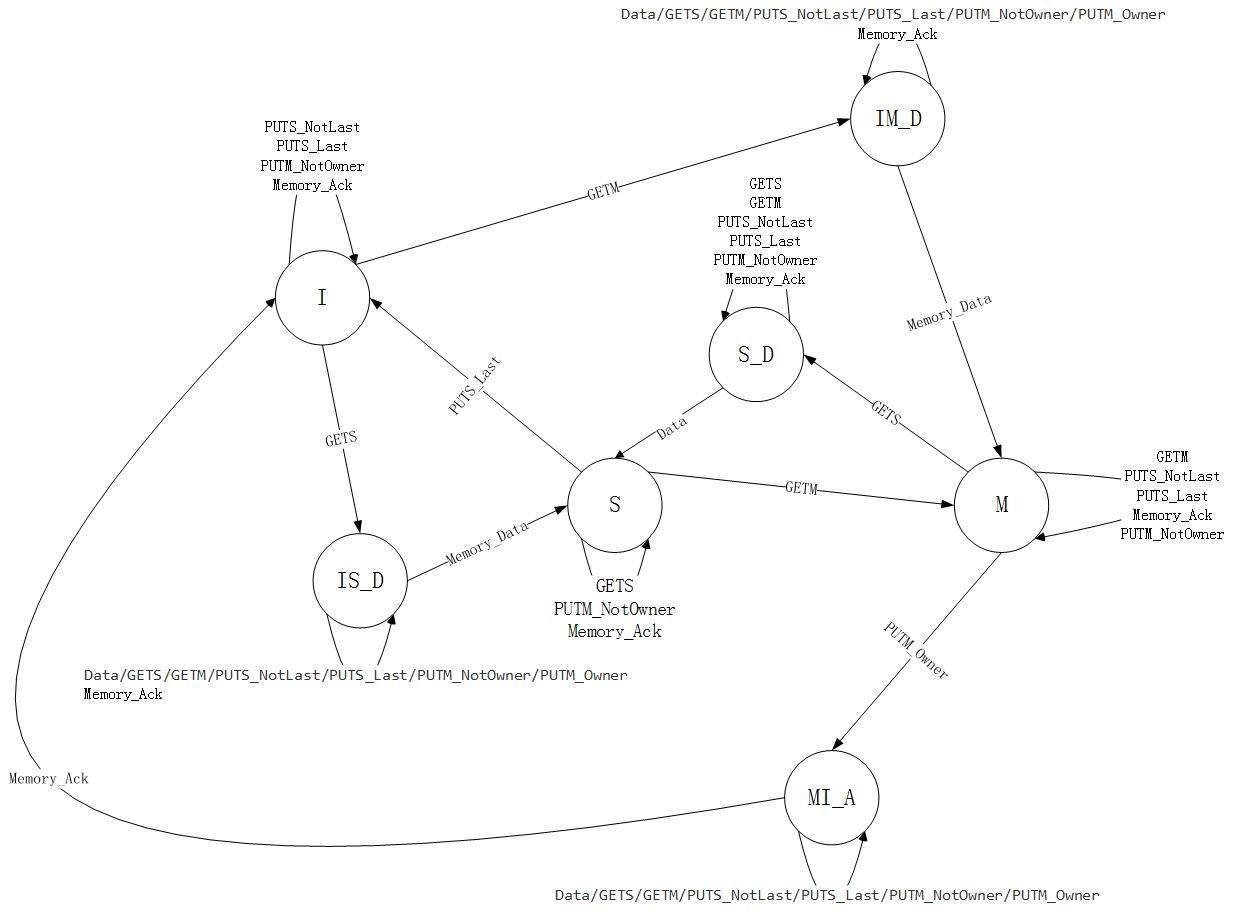 Data/GETS/GETM/PUTS_NotLast/PUTS_Last/PUTM_NotOwner/PUTM_Owner
Memory_Ack
IM_D
PUTS_NotLast
PUTS_Last
PUTM_NotOwner
Memory_Ack
GETM
GETS
GETM
PUTS_NotLast
PUTS_Last
PUTM_NotOwner
Memory_Ack
I
Memory_Data
S_D
PUTS_Last
GETS
Data
GETS
GETM
PUTS_NotLast
PUTS_Last
Memory_Ack
PUTM_NotOwner
S
GETM
M
Memory_Data
IS_D
GETS
PUTM_NotOwner
Memory_Ack
PUTM_Owner
Data/GETS/GETM/PUTS_NotLast/PUTS_Last/PUTM_NotOwner/PUTM_Owner
Memory_Ack
Memory_Ack
MI_A
Data/GETS/GETM/PUTS_NotLast/PUTS_Last/PUTM_NotOwner/PUTM_Owner